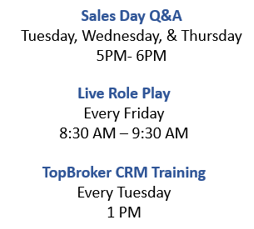 Sales Day Q&A
Tuesday, Wednesday, & Thursday
5PM- 6PM
Live Role Play
Every Friday
8:30 AM – 9:30 AM
TopBroker CRM Training
Every Tuesday
1 PM